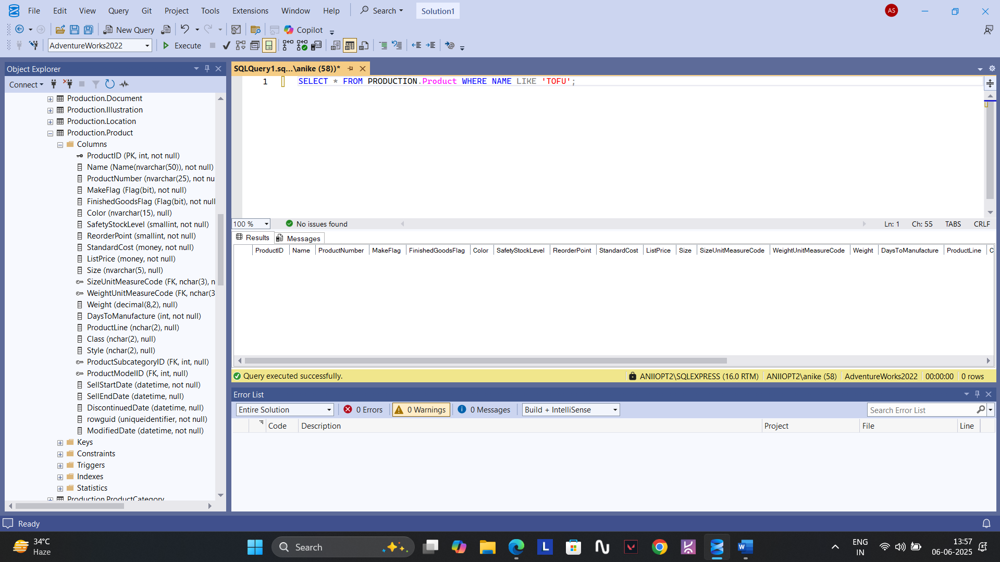 File Edit View Query Git Project Tools Extensions Window Help Search Solution1 AS
New Query Copilot
AdventureWorks2022 Execute
Object Explorer
Connect
Production.Document
Production.Illustration
Production.Location
Production.Product
Columns
ProductID (PK, int, not null)
Name (Name(nvarchar(50)), not null)
ProductNumber (nvarchar(25), not nu
MakeFlag (Flag(bit), not null)
FinishedGoodsFlag (Flag(bit), not null
Color (nvarchar(15), null)
SafetyStockLevel (smallint, not null)
ReorderPoint (smallint, not null)
StandardCost (money, not null)
ListPrice (money, not null)
Size (nvarchar(5), null)
SizeUnitMeasureCode (FK, nchar(3), n
WeightUnitMeasureCode (FK, nchar(3
Weight (decimal(8,2), null)
DaysToManufacture (int, not null)
ProductLine (nchar(2), null)
Class (nchar(2), null)
Style (nchar(2), null)
ProductSubcategoryID (FK, int, null)
ProductModelID (FK, int, null)
SellStartDate (datetime, not null)
SellEndDate (datetime, null)
DiscontinuedDate (datetime, null)
rowguid (uniqueidentifier, not null)
ModifiedDate (datetime, not null)
Keys
Constraints
Triggers
Indexes
Statistics
Production.ProductCategory
SQLQuery1.sq...\anike (58))*
1 SELECT * FROM PRODUCTION.Product WHERE NAME LIKE 'TOFU';
100 % No issues found Ln: 1 Ch: 55 TABS CRLF
Results Messages
ProductID Name ProductNumber MakeFlag FinishedGoodsFlag Color SafetyStockLevel ReorderPoint StandardCost ListPrice Size SizeUnitMeasureCode WeightUnitMeasureCode Weight DaysToManufacture ProductLine C
Query executed successfully. ANIIOPT2\SQLEXPRESS (16.0 RTM) ANIIOPT2\anike (58) AdventureWorks2022 00:00:00 0 rows
Error List
Entire Solution 0 Errors 0 Warnings 0 Messages Build + IntelliSense Search Error List
Code Description Project File Line
Ready
34°C
Haze
Search
L
W
ENG
IN
13:57
06-06-2025